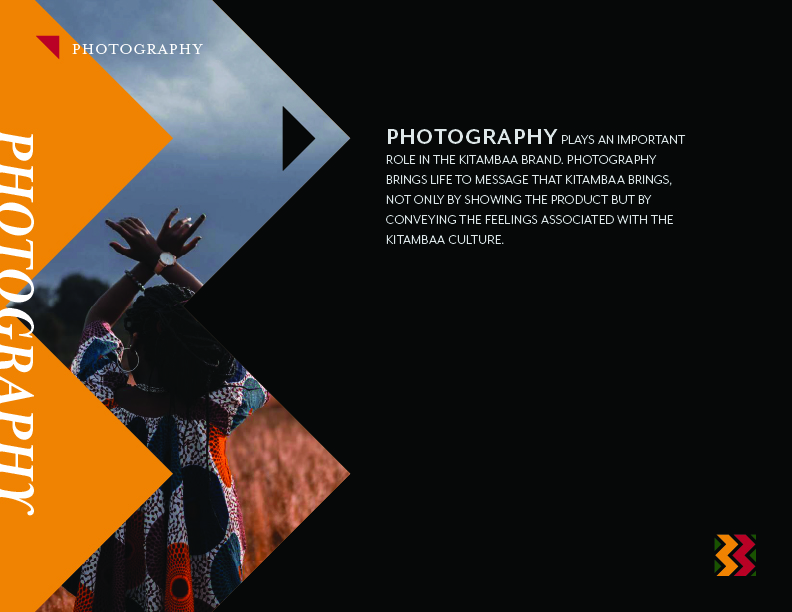 PHOTOGRAPHY
PHOTOGRAPHY
PHOTOGRAPHY PLAYS AN IMPORTANT
ROLE IN THE KITAMBAA BRAND. PHOTOGRAPHY
BRINGS LIFE TO MESSAGE THAT KITAMBAA BRINGS,
NOT ONLY BY SHOWING THE PRODUCT BUT BY
CONVEYING THE FEELINGS ASSOCIATED WITH THE
KITAMBAA CULTURE.